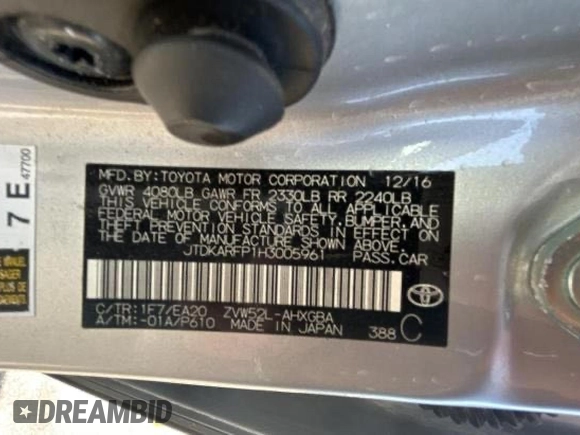 MFD.BY:TOYOTA MOTOR CORPORATION 12/16
GVWR 4080LB GAWR FR 2330LB RR 2240LB
THIS VEHICLE CONFORMS TO ALL APPLICABLE
FEDERAL MOTOR VEHICLE SAFETY, BUMPER, AND
THEFT PREVENTION STANDARDS IN EFFECT ON
THE DATE OF MANUFACTURE SHOWN ABOVE.
JTDKARFP1H3005961 PASS.CAR
C/TR:1F7/EA20 ZVW52L-AHXGBA
A/TM:-01A/P610 MADE IN JAPAN 388 C
7 E
47700
DREAMBID